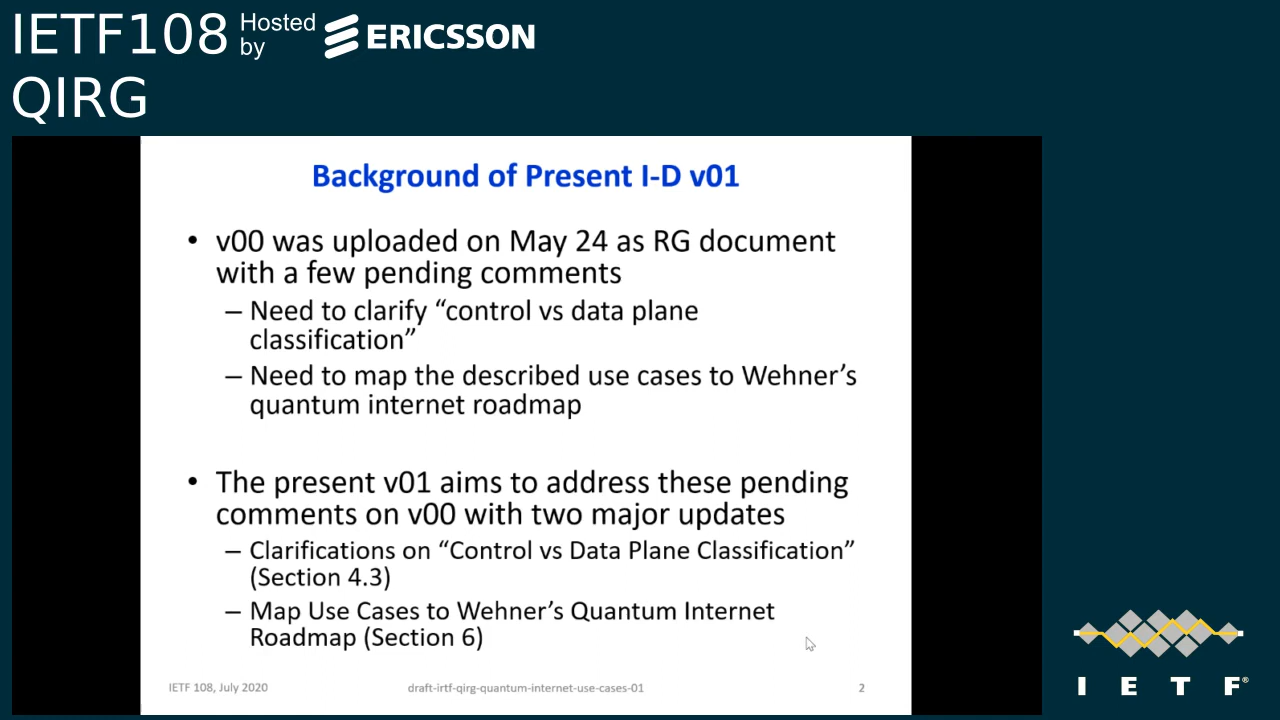 IETF108 Hosted by ERICSSON
QIRG
Background of Present I-D v01
• v00 was uploaded on May 24 as RG document
with a few pending comments
– Need to clarify “control vs data plane
classification”
– Need to map the described use cases to Wehner’s
quantum internet roadmap
• The present v01 aims to address these pending
comments on v00 with two major updates
– Clarifications on “Control vs Data Plane Classification”
(Section 4.3)
– Map Use Cases to Wehner’s Quantum Internet
Roadmap (Section 6)
IETF 108, July 2020 draft-irtf-qirg-quantum-internet-use-cases-01 2
I E T F®